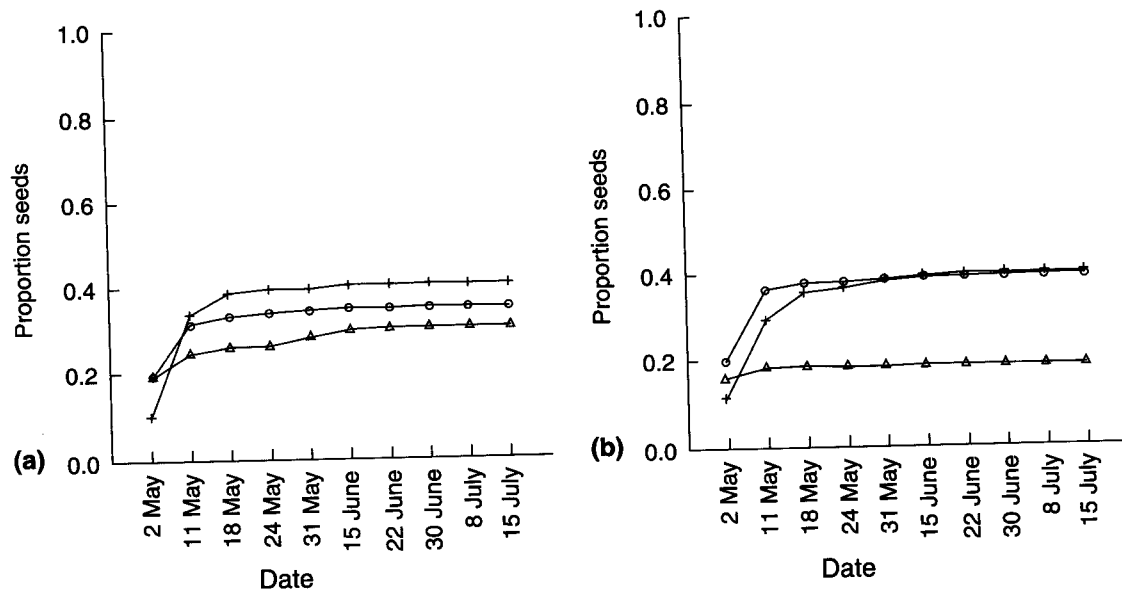 1.0
0.8
0.6
0.4
0.2
0.0
Proportion seeds
(a)
2 May
11 May
18 May
24 May
31 May
15 June
22 June
30 June
8 July
15 July
Date
1.0
0.8
0.6
0.4
0.2
0.0
Proportion seeds
(b)
2 May
11 May
18 May
24 May
31 May
15 June
22 June
30 June
8 July
15 July
Date